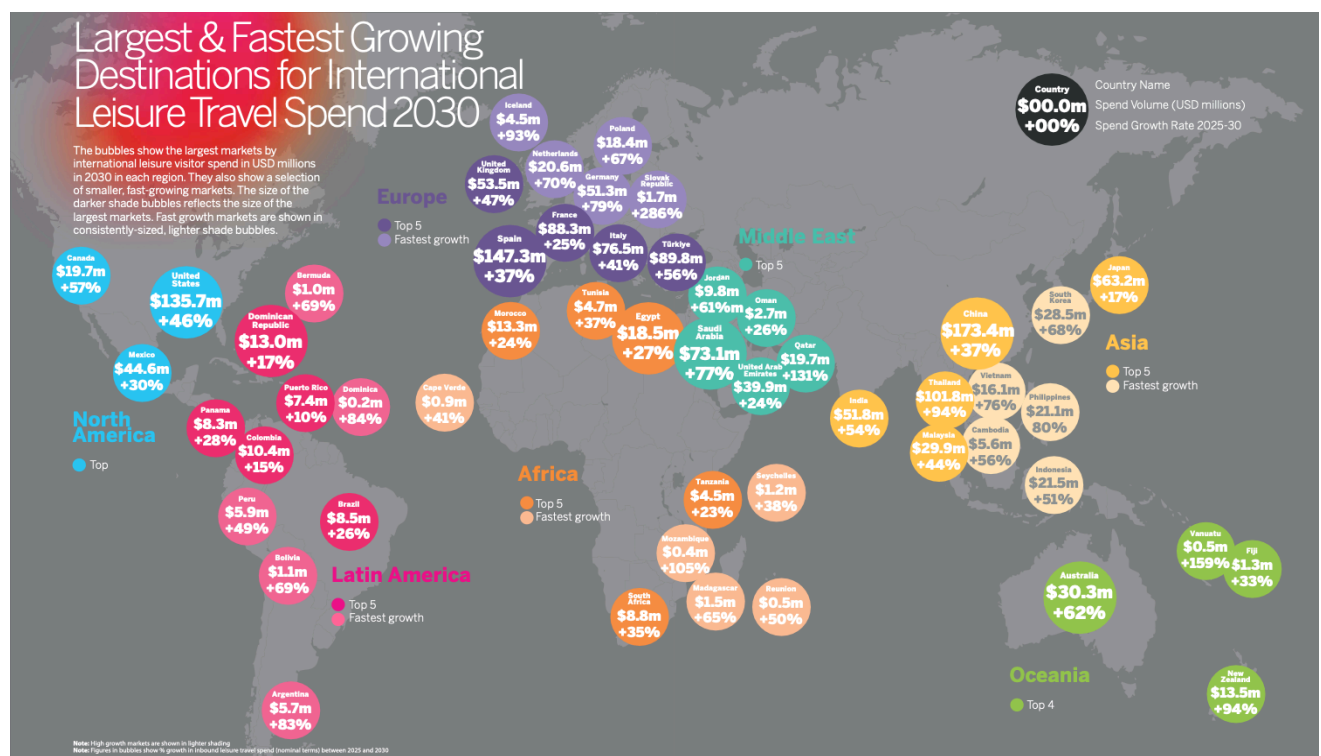 Largest & Fastest Growing
Destinations for International
Leisure Travel Spend 2030
The bubbles show the largest markets by
international leisure visitor spend in USD millions
in 2030 in each region. They also show a selection
of smaller, fast-growing markets. The size of the
darker shade bubbles reflects the size of the
largest markets. Fast growth markets are shown in
consistently-sized, lighter shade bubbles.
Country
$00.0m
+00%
Country Name
Spend Volume (USD millions)
Spend Growth Rate 2025-30
Europe
Top 5
Fastest growth
Iceland
$4.5m
+93%
Poland
$18.4m
+67%
Netherlands
$20.6m
+70%
United
Kingdom
$53.5m
+47%
Germany
$51.3m
+79%
Slovak
Republic
$1.7m
+286%
France
$88.3m
+25%
Spain
$147.3m
+37%
Italy
$76.5m
+41%
Türkiye
$89.8m
+56%
Middle East
Top 5
Jordan
$9.8m
+61%m
Oman
$2.7m
+26%
Saudi
Arabia
$73.1m
+77%
Qatar
$19.7m
+131%
United Arab
Emirates
$39.9m
+24%
Canada
$19.7m
+57%
United
States
$135.7m
+46%
Mexico
$44.6m
+30%
North
America
Top
Bermuda
$1.0m
+69%
Dominican
Republic
$13.0m
+17%
Puerto Rico
$7.4m
+10%
Dominica
$0.2m
+84%
Panama
$8.3m
+28%
Colombia
$10.4m
+15%
Peru
$5.9m
+49%
Brazil
$8.5m
+26%
Bolivia
$1.1m
+69%
Latin America
Top 5
Fastest growth
Argentina
$5.7m
+83%
Tunisia
$4.7m
+37%
Morocco
$13.3m
+24%
Egypt
$18.5m
+27%
Cape Verde
$0.9m
+41%
Africa
Top 5
Fastest growth
Tanzania
$4.5m
+23%
Seychelles
$1.2m
+38%
Mozambique
$0.4m
+105%
Madagascar
$1.5m
+65%
Reunion
$0.5m
+50%
South
Africa
$8.8m
+35%
Japan
$63.2m
+17%
South
Korea
$28.5m
+68%
China
$173.4m
+37%
Asia
Top 5
Fastest growth
Vietnam
$16.1m
+76%
Thailand
$101.8m
+94%
Philippines
$21.1m
80%
India
$51.8m
+54%
Malaysia
$29.9m
+44%
Cambodia
$5.6m
+56%
Indonesia
$21.5m
+51%
Vanuatu
$0.5m
+159%
Fiji
$1.3m
+33%
Australia
$30.3m
+62%
Oceania
Top 4
New
Zealand
$13.5m
+94%
Note: High growth markets are shown in lighter shading
Note: Figures in bubbles show % growth in inbound leisure travel spend (nominal terms) between 2025 and 2030